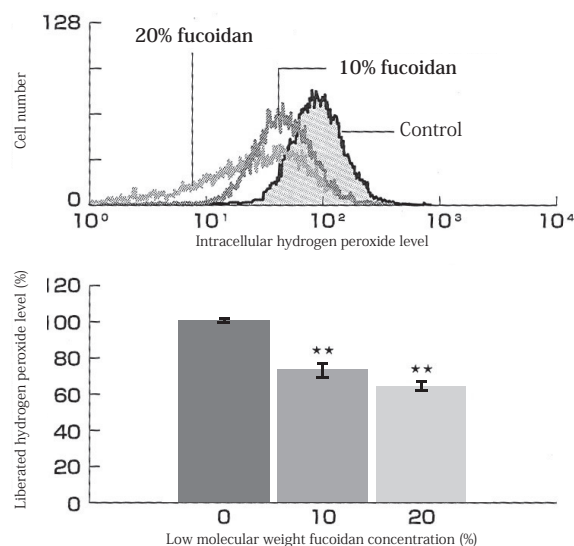 128
20% fucoidan
10% fucoidan
Control
Cell number
0
10⁰ 10¹ 10² 10³ 10⁴
Intracellular hydrogen peroxide level
120
100
80
60
40
20
0
Liberated hydrogen peroxide level (%)
★★
★★
0 10 20
Low molecular weight fucoidan concentration (%)